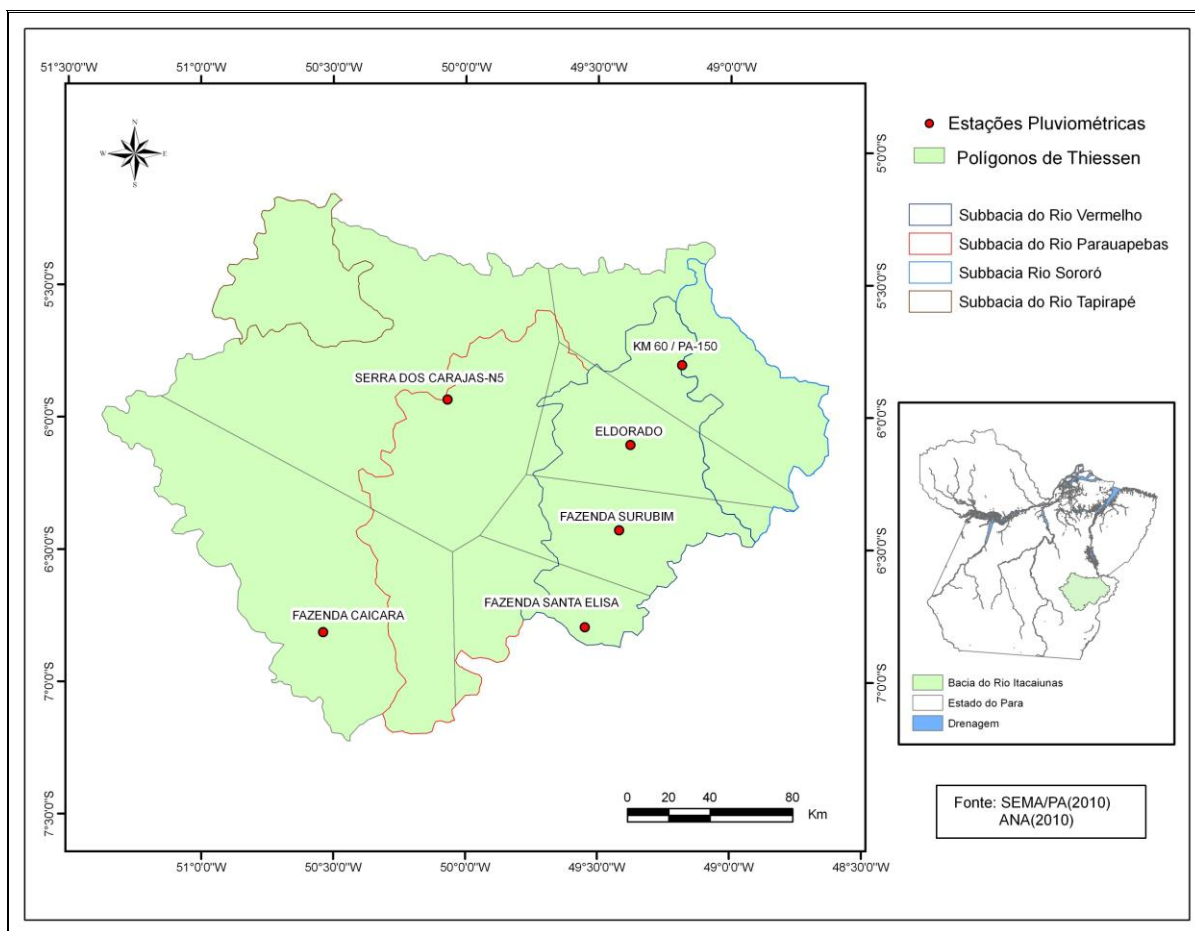 51°30'0"W
51°0'0"W
50°30'0"W
50°0'0"W
49°30'0"W
49°0'0"W
N
W
E
S
5°0'0"S
5°30'0"S
5°30'0"S
6°0'0"S
6°0'0"S
6°30'0"S
6°30'0"S
7°0'0"S
7°0'0"S
7°30'0"S
KM 60 / PA-150
SERRA DOS CARAJAS-N5
ELDORADO
FAZENDA SURUBIM
FAZENDA SANTA ELISA
FAZENDA CAICARA
0 20 40 80
Km
51°0'0"W
50°30'0"W
50°0'0"W
49°30'0"W
49°0'0"W
48°30'0"W
Estações Pluviométricas
Polígonos de Thiessen
Subbacia do Rio Vermelho
Subbacia do Rio Parauapebas
Subbacia Rio Sororó
Subbacia do Rio Tapirapé
Bacia do Rio Itacaiunas
Estado do Para
Drenagem
Fonte: SEMA/PA(2010)
ANA(2010)